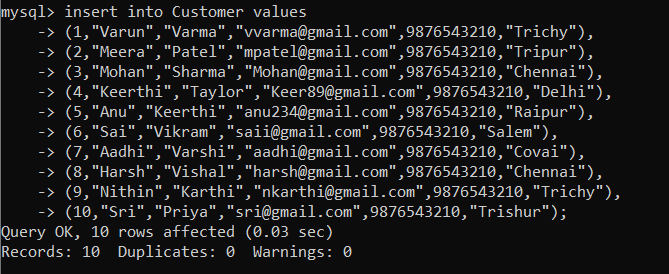 mysql> insert into Customer values
    -> (1,"Varun","Varma","vvarma@gmail.com",9876543210,"Trichy"),
    -> (2,"Meera","Patel","mpatel@gmail.com",9876543210,"Tripur"),
    -> (3,"Mohan","Sharma","Mohan@gmail.com",9876543210,"Chennai"),
    -> (4,"Keerthi","Taylor","Keer89@gmail.com",9876543210,"Delhi"),
    -> (5,"Anu","Keerthi","anu234@gmail.com",9876543210,"Raipur"),
    -> (6,"Sai","Vikram","saii@gmail.com",9876543210,"Salem"),
    -> (7,"Aadhi","Varshi","aadhi@gmail.com",9876543210,"Covai"),
    -> (8,"Harsh","Vishal","harsh@gmail.com",9876543210,"Chennai"),
    -> (9,"Nithin","Karthi","nkarthi@gmail.com",9876543210,"Trichy"),
    -> (10,"Sri","Priya","sri@gmail.com",9876543210,"Trishur");
Query OK, 10 rows affected (0.03 sec)
Records: 10  Duplicates: 0  Warnings: 0